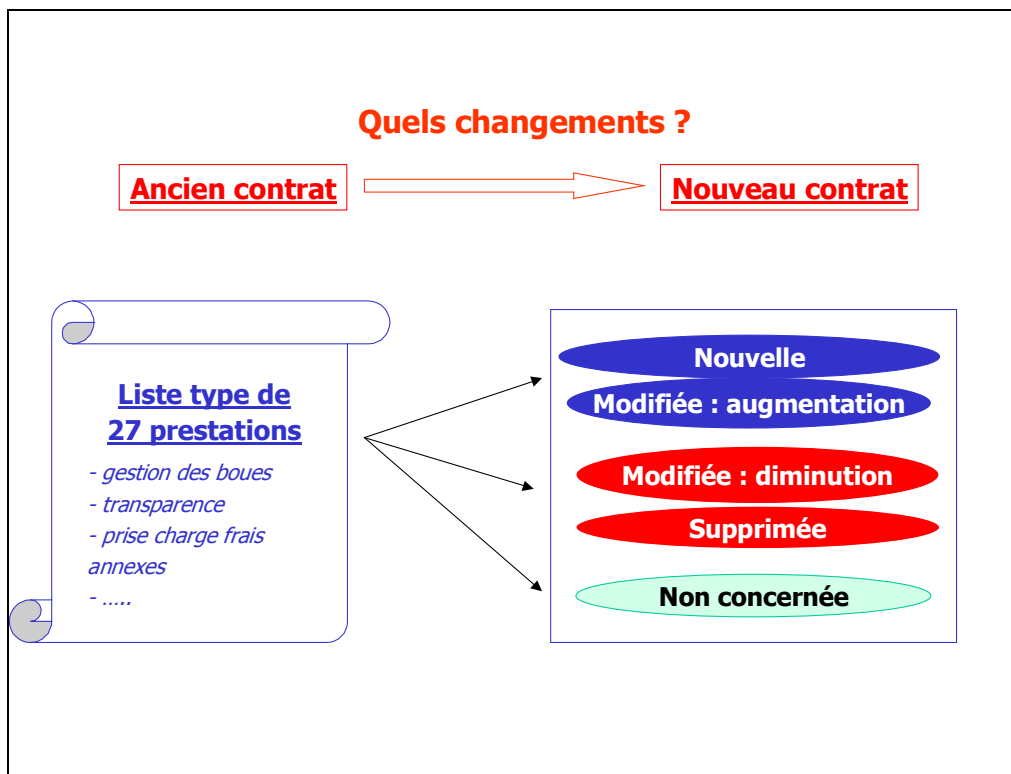 Quels changements ?
Ancien contrat
Nouveau contrat
Liste type de
27 prestations
- gestion des boues
- transparence
- prise charge frais
annexes
- .....
Nouvelle
Modifiée : augmentation
Modifiée : diminution
Supprimée
Non concernée